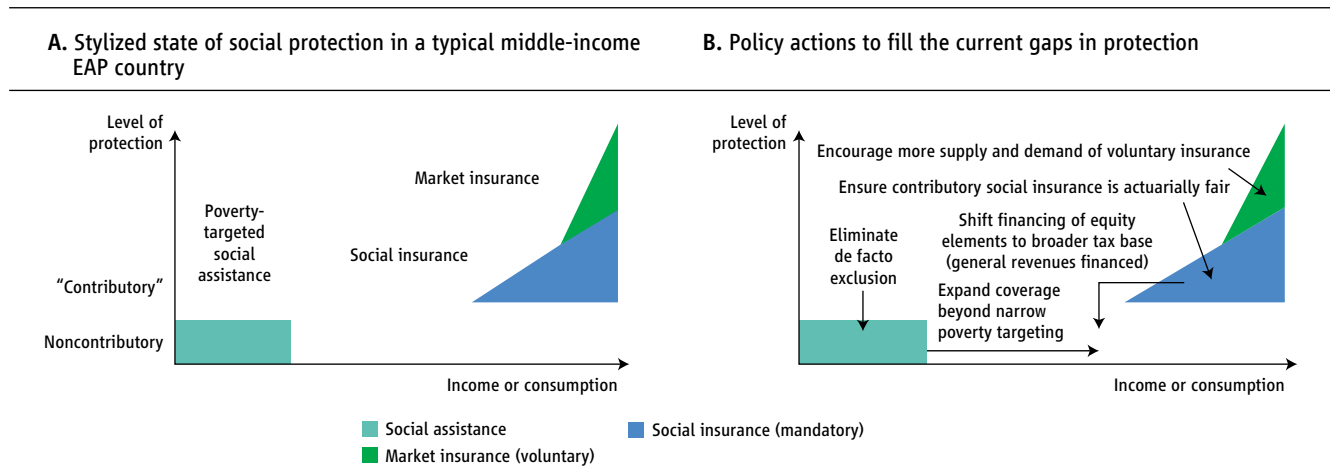 A. Stylized state of social protection in a typical middle-income
EAP country
Level of
protection
Market insurance
Poverty-
targeted
social
assistance
Social insurance
“Contributory”
Noncontributory
Income or consumption
B. Policy actions to fill the current gaps in protection
Level of
protection
Encourage more supply and demand of voluntary insurance
Ensure contributory social insurance is actuarially fair
Shift financing of equity
elements to broader tax base
(general revenues financed)
Eliminate
de facto
exclusion
Expand coverage
beyond narrow
poverty targeting
Income or consumption
Social assistance
Social insurance (mandatory)
Market insurance (voluntary)